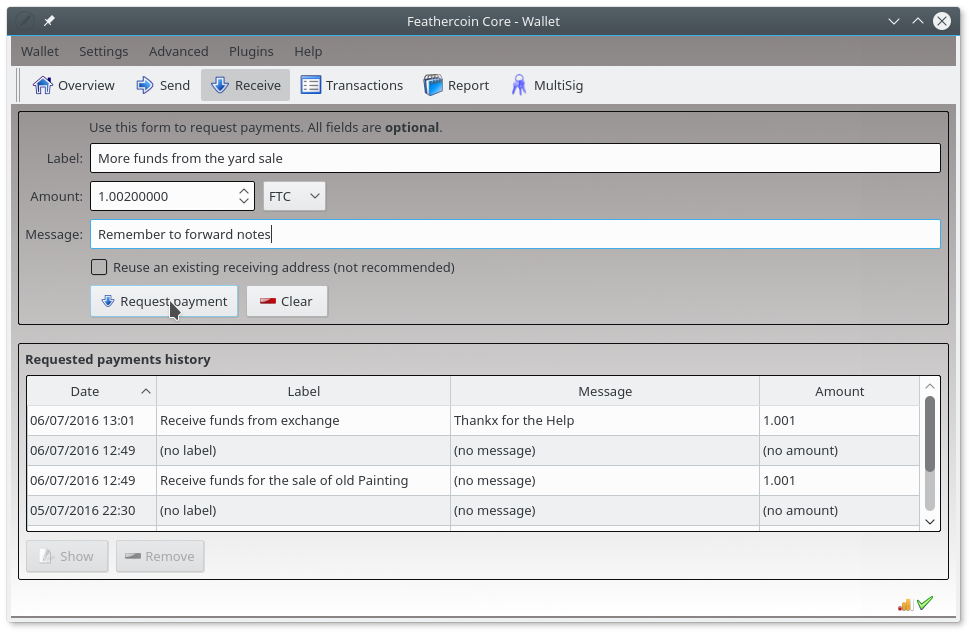 Feathercoin Core - Wallet
Wallet Settings Advanced Plugins Help
Overview Send Receive Transactions Report MultiSig
Use this form to request payments. All fields are optional.
Label: More funds from the yard sale
Amount: 1.00200000 FTC
Message: Remember to forward notes
Reuse an existing receiving address (not recommended)
Request payment Clear
Requested payments history
Date Label Message Amount
06/07/2016 13:01 Receive funds from exchange Thankx for the Help 1.001
06/07/2016 12:49 (no label) (no message) (no amount)
06/07/2016 12:49 Receive funds for the sale of old Painting (no message) 1.001
05/07/2016 22:30 (no label) (no message) (no amount)
Show Remove